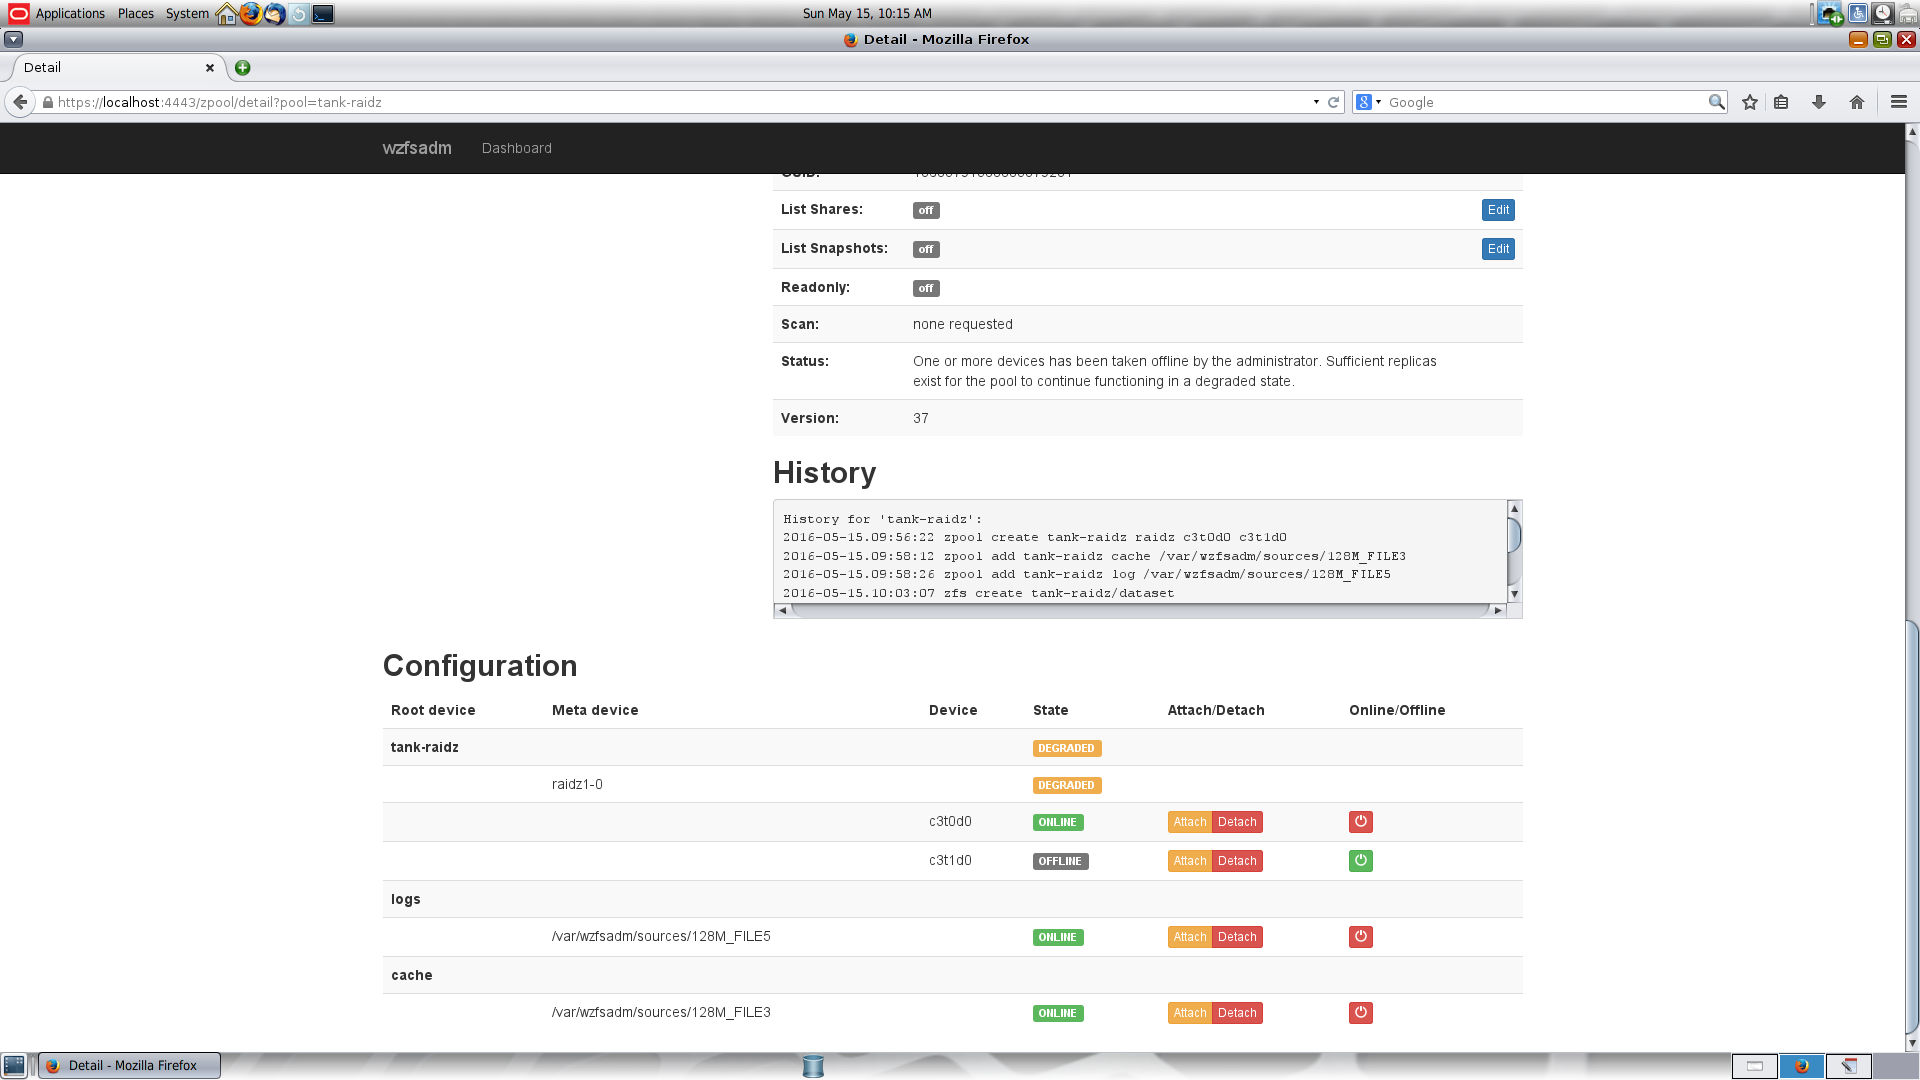 Applications Places System Sun May 15, 10:15 AM
Detail - Mozilla Firefox
Detail
https://localhost:4443/zpool/detail?pool=tank-raidz
Google
wzfsadm Dashboard
List Shares: off Edit
List Snapshots: off Edit
Readonly: off
Scan: none requested
Status: One or more devices has been taken offline by the administrator. Sufficient replicas
exist for the pool to continue functioning in a degraded state.
Version: 37
History
History for 'tank-raidz':
2016-05-15.09:56:22 zpool create tank-raidz raidz c3t0d0 c3t1d0
2016-05-15.09:58:12 zpool add tank-raidz cache /var/wzfsadm/sources/128M_FILE3
2016-05-15.09:58:26 zpool add tank-raidz log /var/wzfsadm/sources/128M_FILE5
2016-05-15.10:03:07 zfs create tank-raidz/dataset
Configuration
Root device Meta device Device State Attach/Detach Online/Offline
tank-raidz DEGRADED
raidz1-0 DEGRADED
c3t0d0 ONLINE Attach Detach
c3t1d0 OFFLINE Attach Detach
logs
/var/wzfsadm/sources/128M_FILE5 ONLINE Attach Detach
cache
/var/wzfsadm/sources/128M_FILE3 ONLINE Attach Detach
Detail - Mozilla Firefox